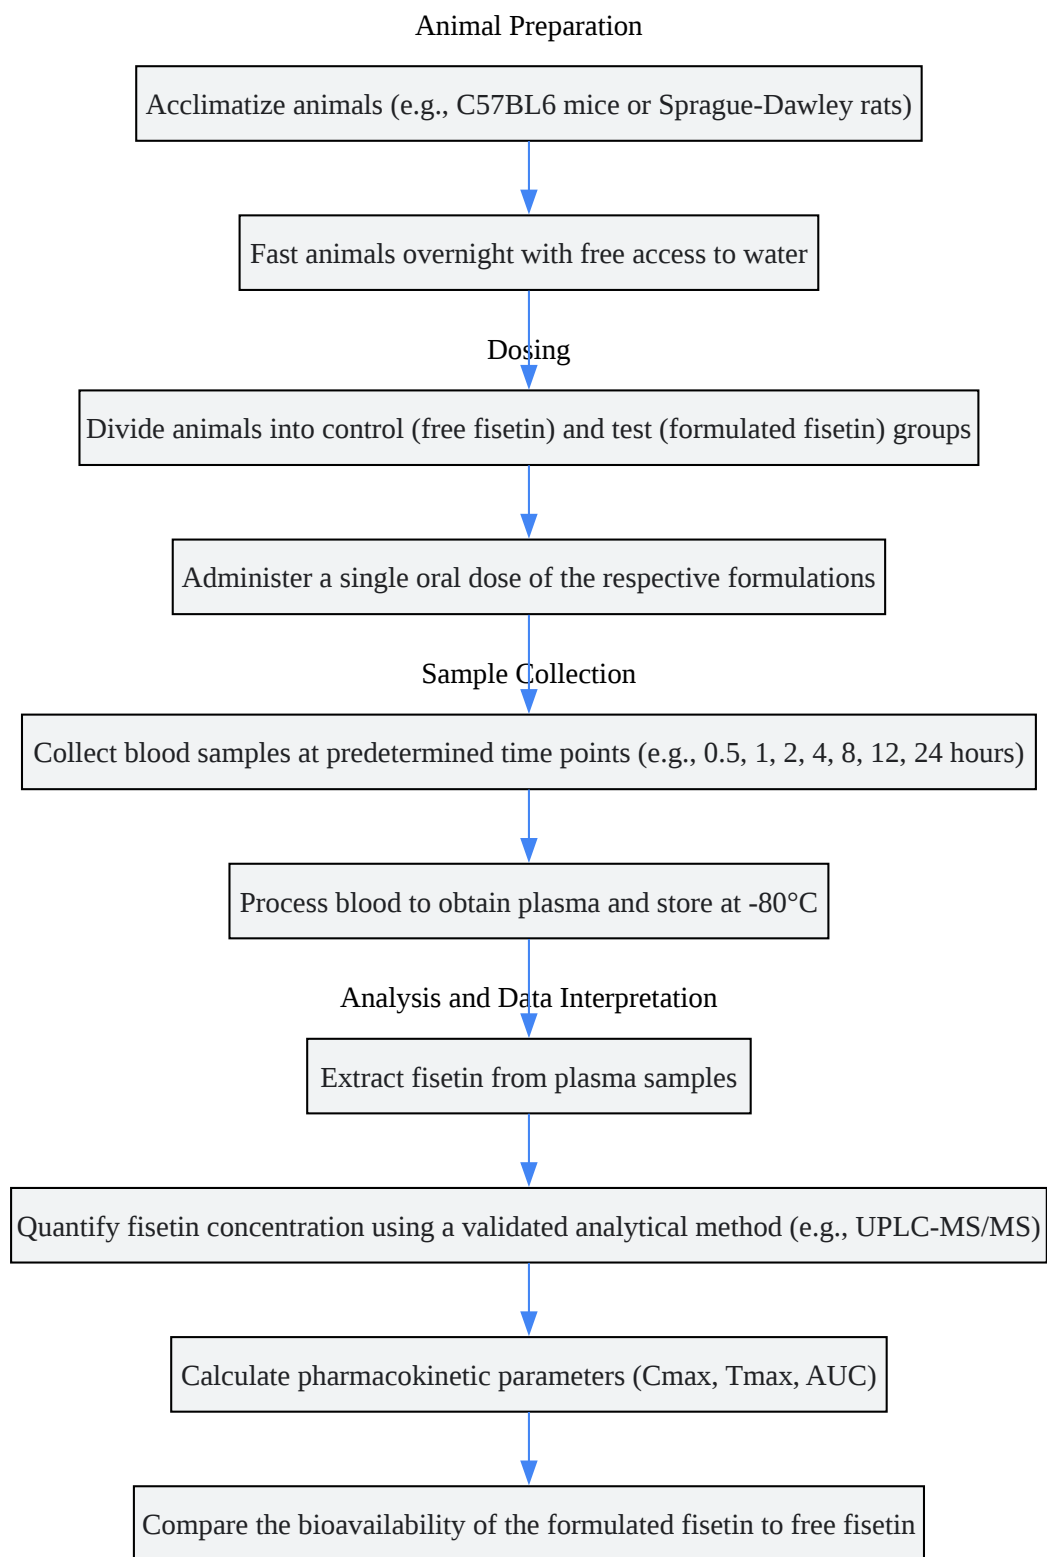 Animal Preparation
Acclimatize animals (e.g., C57BL6 mice or Sprague-Dawley rats)
Fast animals overnight with free access to water
Dosing
Divide animals into control (free fisetin) and test (formulated fisetin) groups
Administer a single oral dose of the respective formulations
Sample Collection
Collect blood samples at predetermined time points (e.g., 0.5, 1, 2, 4, 8, 12, 24 hours)
Process blood to obtain plasma and store at -80°C
Analysis and Data Interpretation
Extract fisetin from plasma samples
Quantify fisetin concentration using a validated analytical method (e.g., UPLC-MS/MS)
Calculate pharmacokinetic parameters (Cmax, Tmax, AUC)
Compare the bioavailability of the formulated fisetin to free fisetin